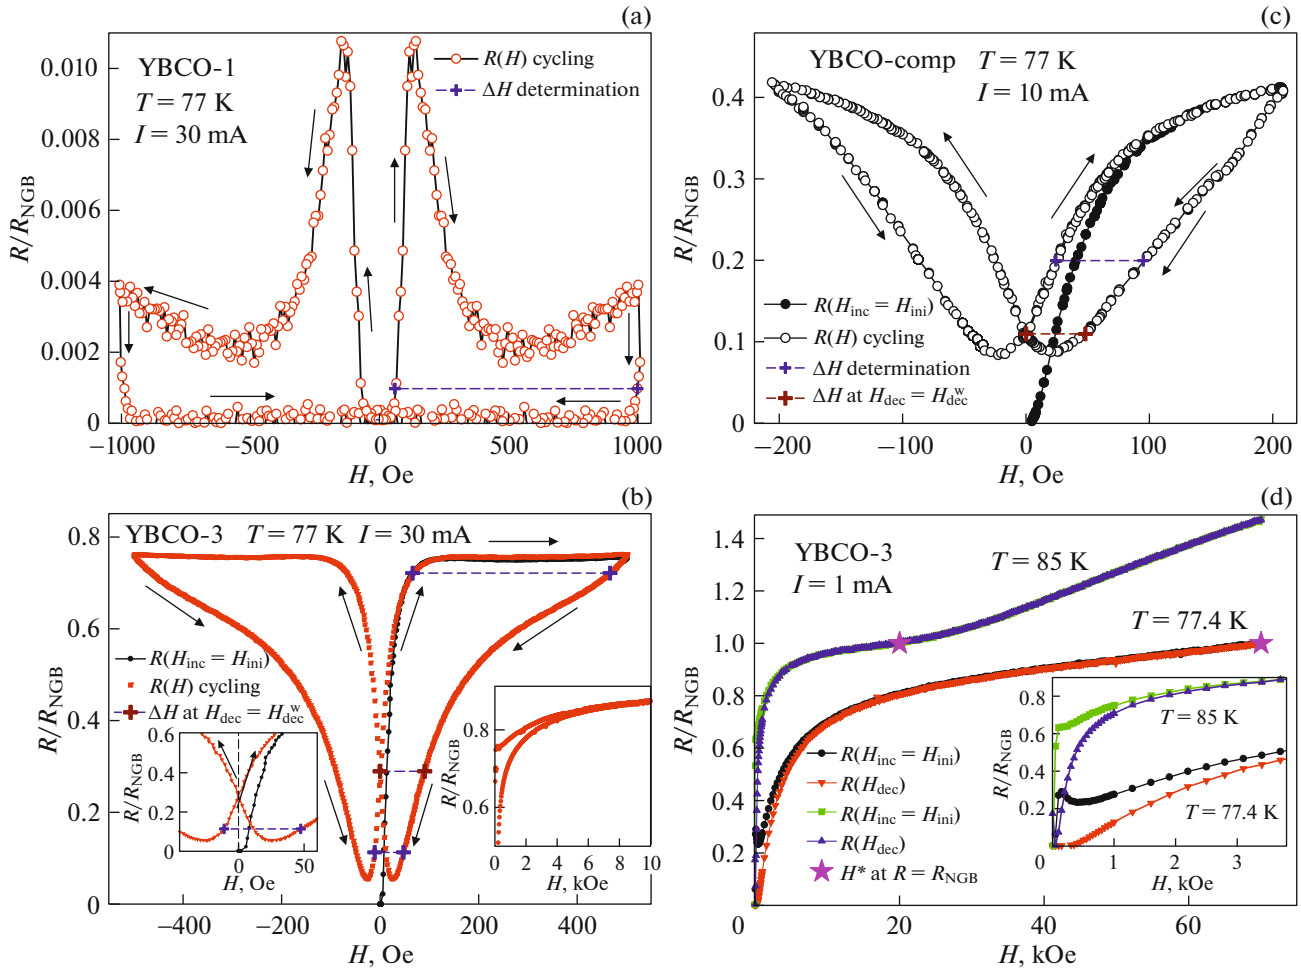 (a)
YBCO-1
T = 77 K
I = 30 mA
R(H) cycling
ΔH determination
R/R_NGB
0.010
0.008
0.006
0.004
0.002
0
−1000 −500 0 500 1000
H, Oe
(c)
YBCO-comp T = 77 K
I = 10 mA
R/R_NGB
0.4
0.2
0.1
0
R(H_inc = H_ini)
R(H) cycling
ΔH determination
ΔH at H_dec = H_dec^w
−200 −100 0 100 200
H, Oe
(b)
YBCO-3 T = 77 K I = 30 mA
R/R_NGB
0.8
0.6
0.4
0.2
0
R(H_inc = H_ini)
R(H) cycling
ΔH at H_dec = H_dec^w
R/R_NGB
0.6
0.4
0.2
0
0 50
H, Oe
R/R_NGB
0.8
0.6
0 2 4 6 8 10
H, kOe
−400 −200 0 200 400
H, Oe
(d)
YBCO-3
I = 1 mA
T = 85 K
T = 77.4 K
R/R_NGB
1.4
1.2
1.0
0.8
0.6
0.4
0.2
0
R(H_inc = H_ini)
R(H_dec)
R(H_inc = H_ini)
R(H_dec)
H* at R = R_NGB
R/R_NGB
0.8
0.6
0.4
0.2
T = 85 K
T = 77.4 K
0 1 2 3
H, kOe
20 40 60
H, kOe